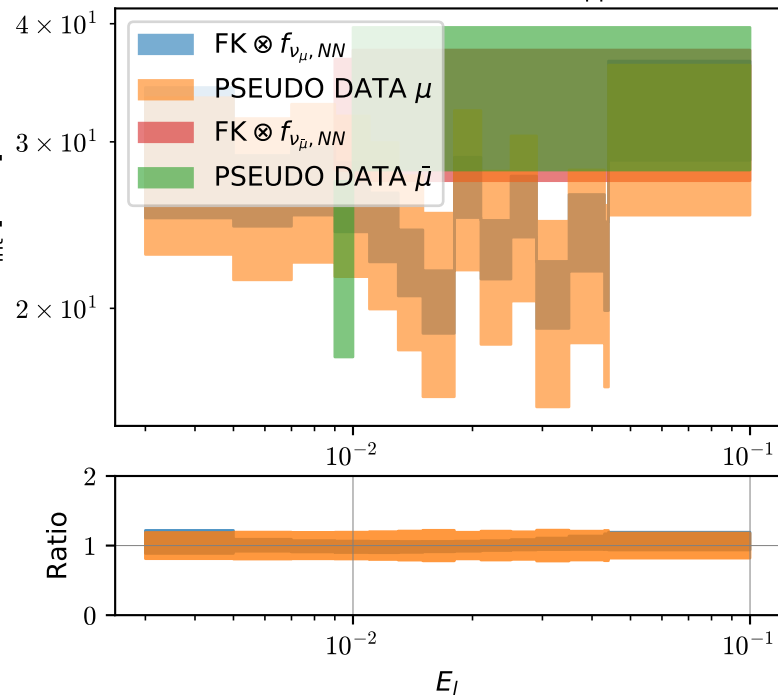 4 × 10¹
3 × 10¹
2 × 10¹
FK ⊗ f_{ν_μ,NN}
PSEUDO DATA μ
FK ⊗ f_{ν_μ̄,NN}
PSEUDO DATA μ̄
10⁻² 10⁻¹
2
1
0
Ratio
10⁻² 10⁻¹
E_l